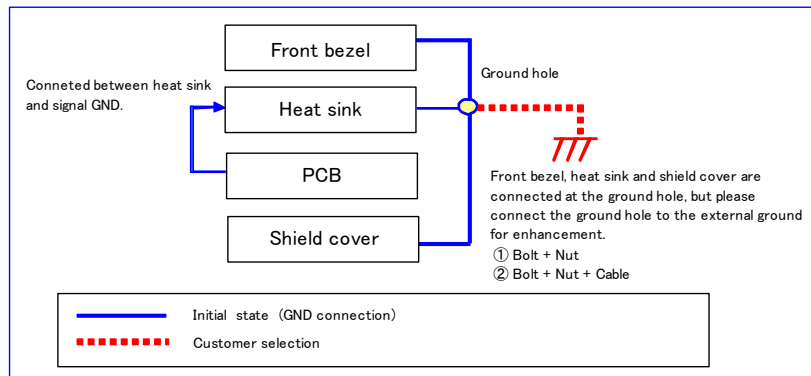 Front bezel
Ground hole
Conneted between heat sink
and signal GND.
Heat sink
PCB
Front bezel, heat sink and shield cover are
connected at the ground hole, but please
connect the ground hole to the external ground
for enhancement.
① Bolt + Nut
② Bolt + Nut + Cable
Shield cover
Initial state (GND connection)
Customer selection